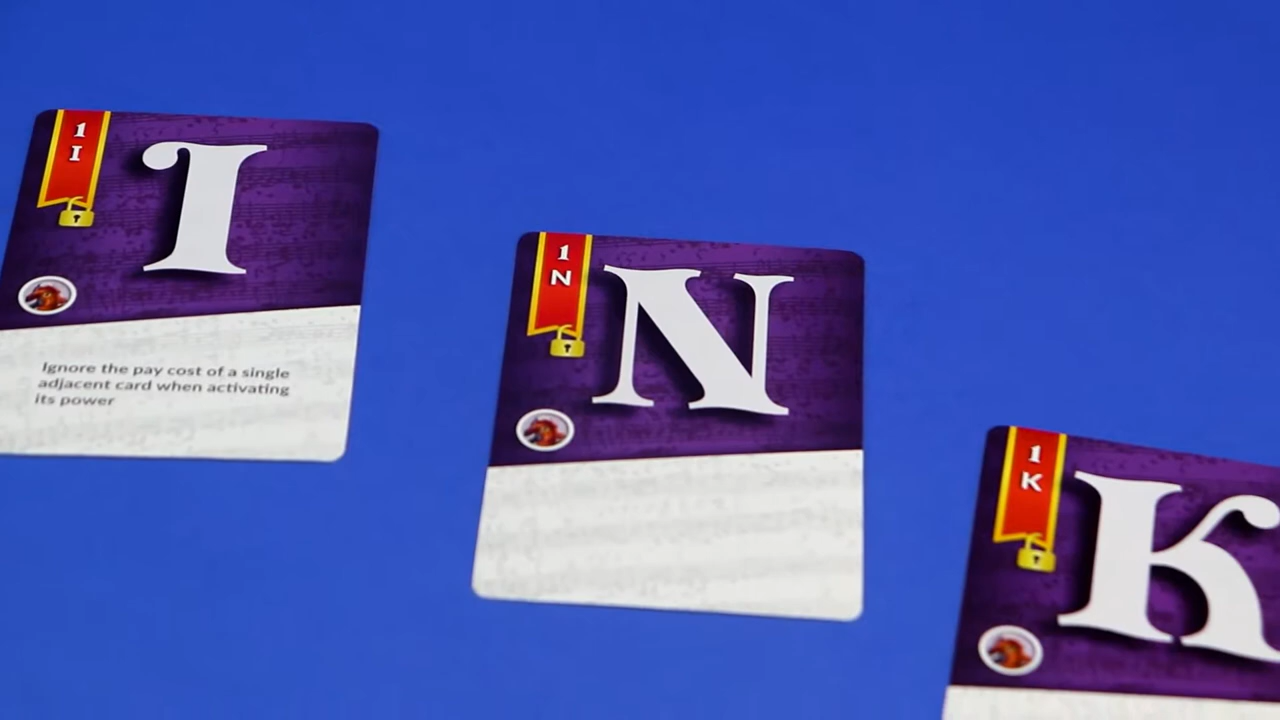 1
I
I
Ignore the pay cost of a single
adjacent card when activating
its power
1
N
N
1
K
K